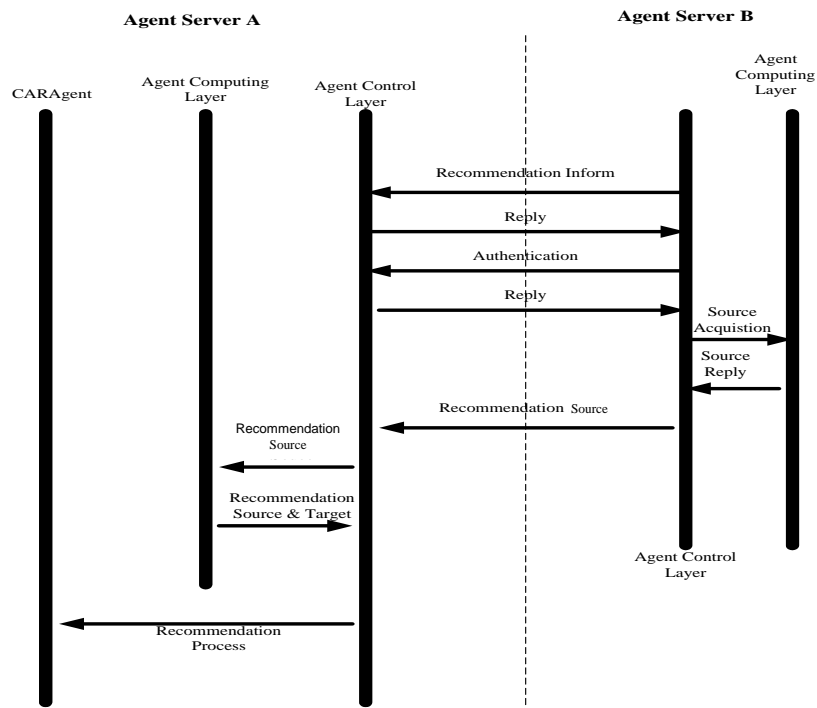 Agent Server A
Agent Server B
CARAgent
Agent Computing
Layer
Agent Control
Layer
Agent
Computing
Layer
Recommendation Inform
Reply
Authentication
Reply
Source
Acquistion
Source
Reply
Recommendation Source
Recommendation
Source
Recommendation
Source & Target
Agent Control
Layer
Recommendation
Process